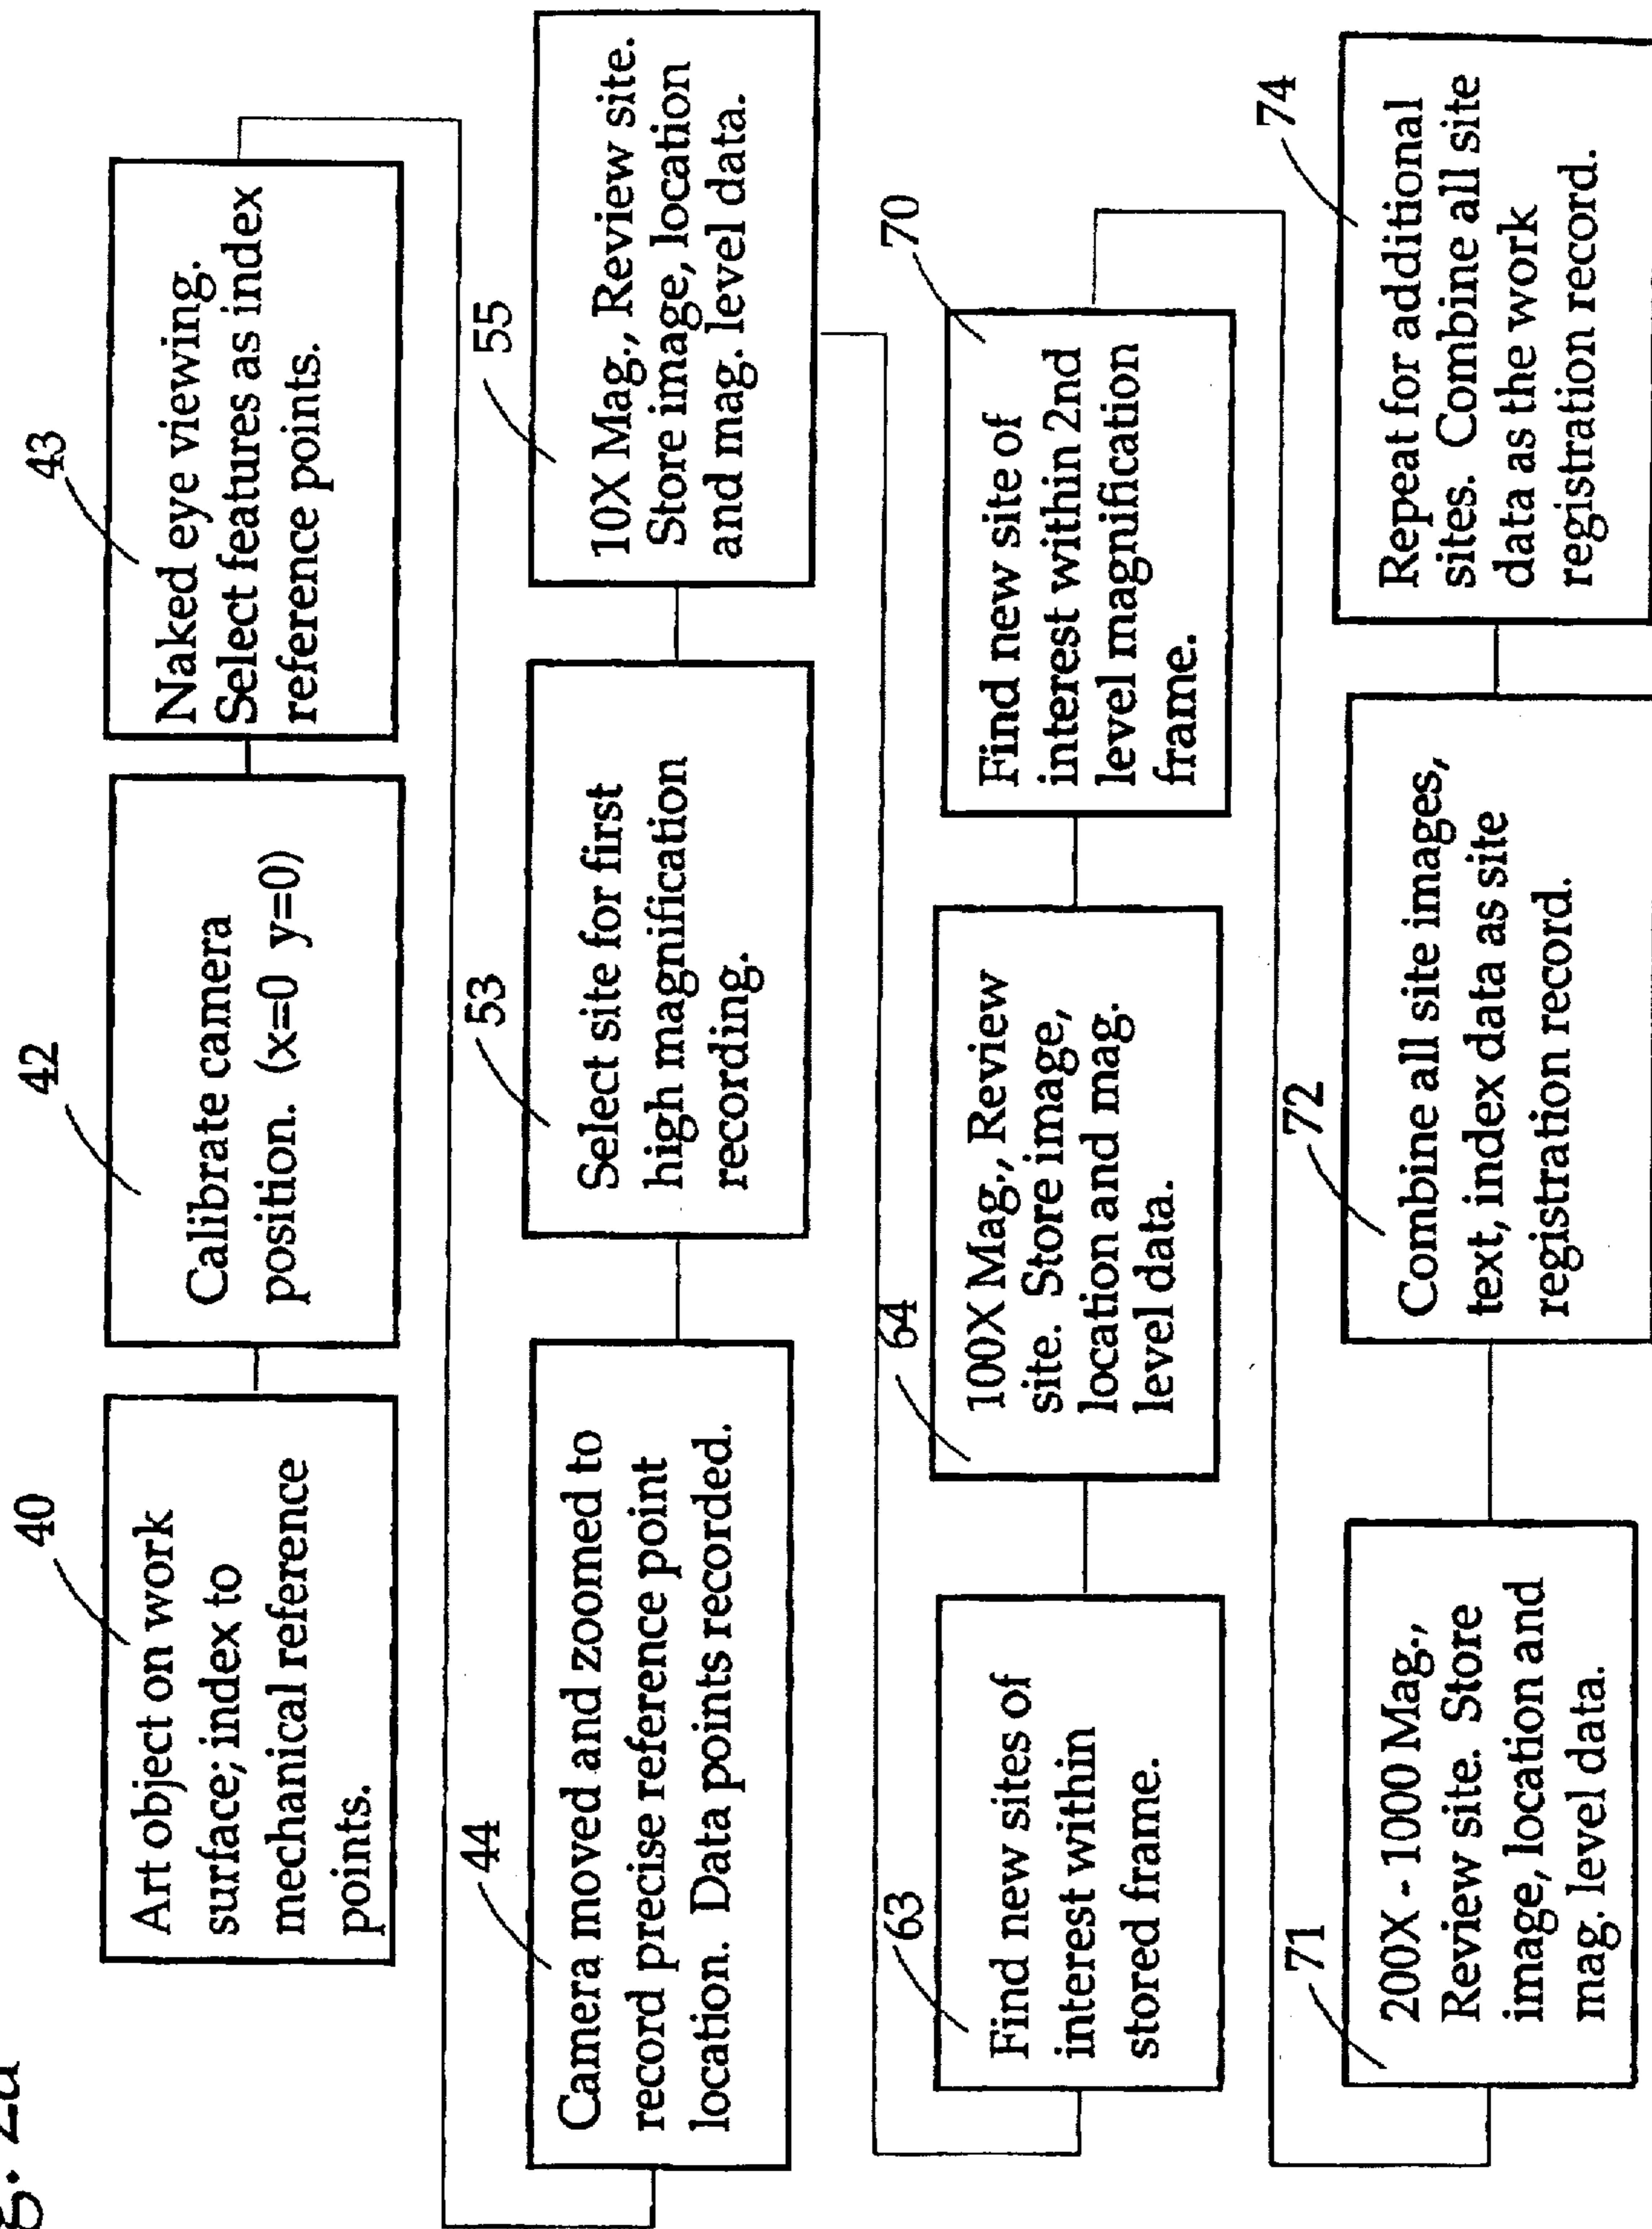 g. 2a
40
Art object on work
surface; index to
mechanical reference
points.
42
Calibrate camera
position. (x=0 y=0)
43
Naked eye viewing.
Select features as index
reference points.
44
Camera moved and zoomed to
record precise reference point
location. Data points recorded.
53
Select site for first
high magnification
recording.
55
10X Mag., Review site.
Store image, location
and mag. level data.
63
Find new sites of
interest within
stored frame.
64
100X Mag., Review
site. Store image,
location and mag.
level data.
70
Find new site of
interest within 2nd
level magnification
frame.
71
200X - 1000 Mag.,
Review site. Store
image, location and
mag. level data.
72
Combine all site images,
text, index data as site
registration record.
74
Repeat for additional
sites. Combine all site
data as the work
registration record.